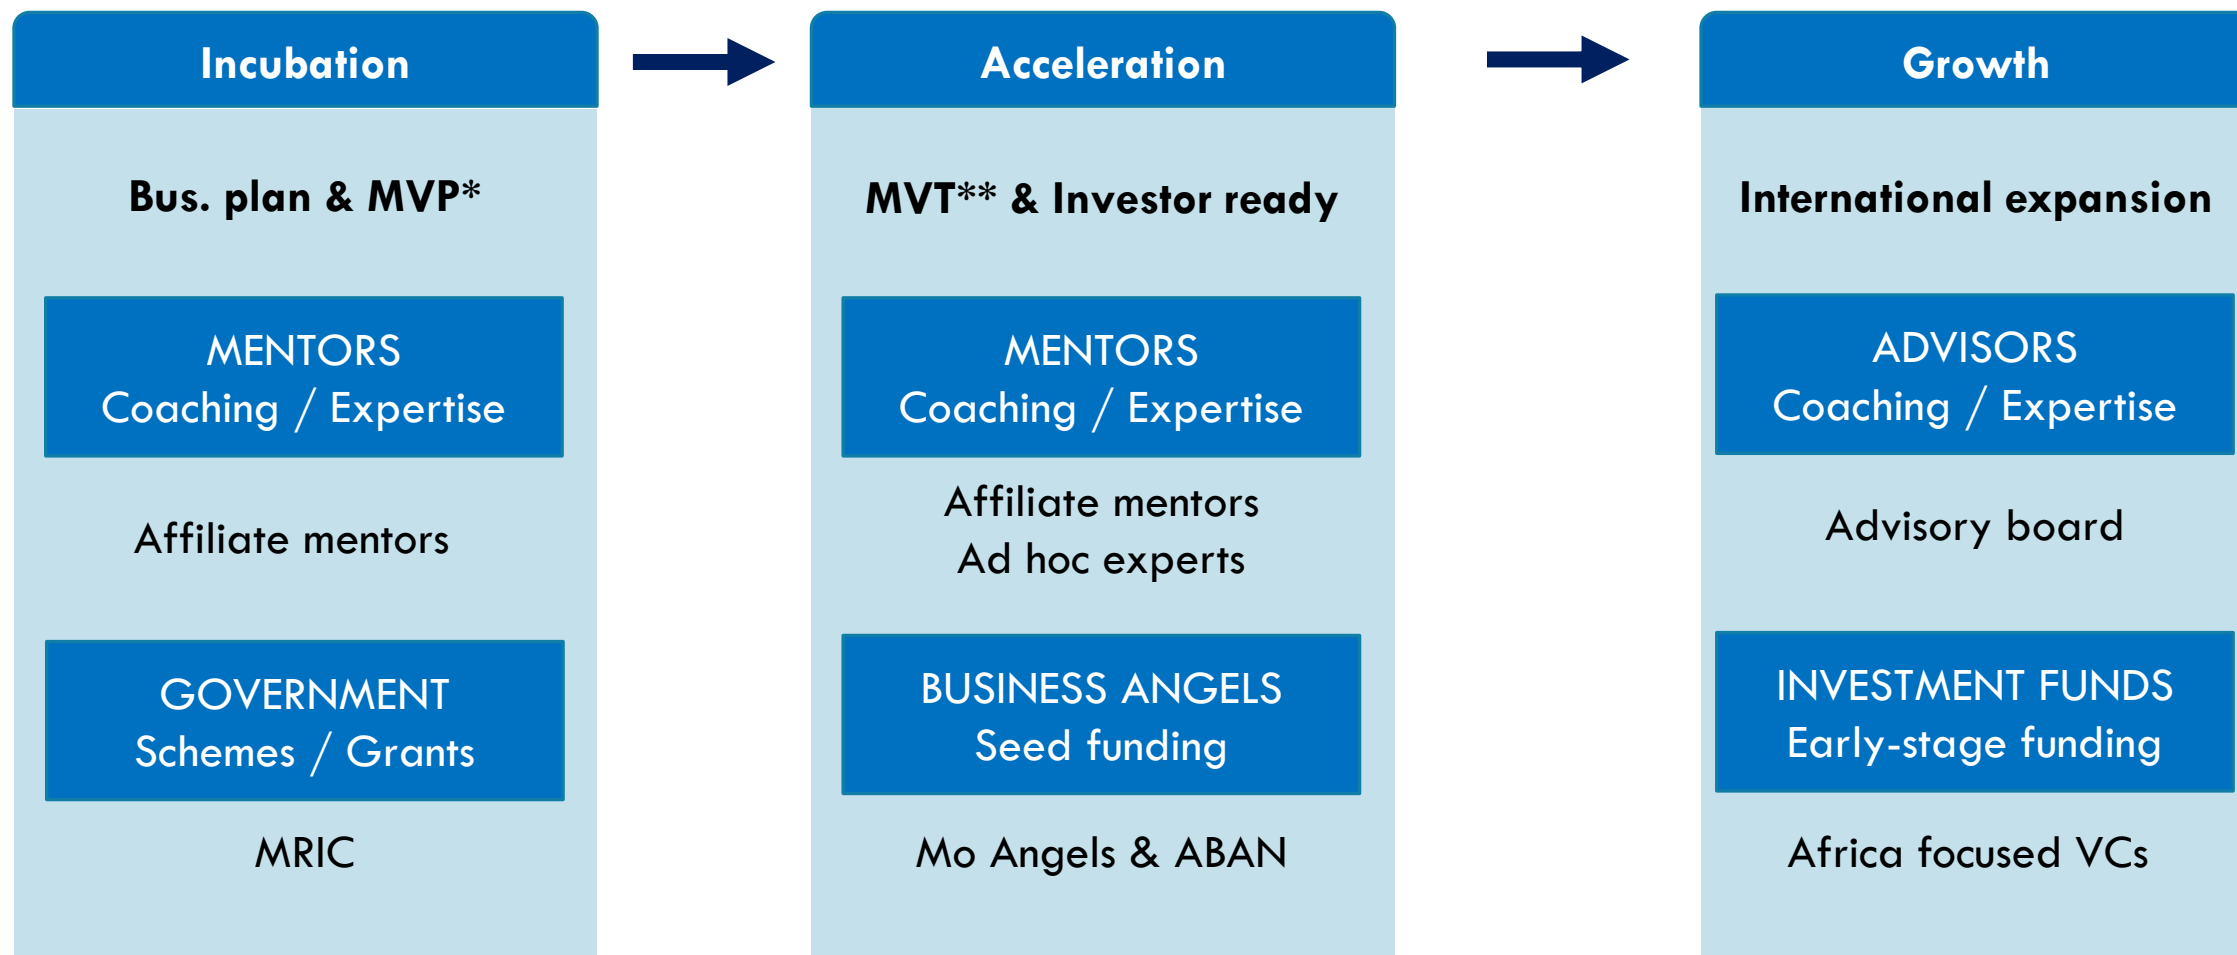 Incubation
Bus. plan & MVP*
MENTORS
Coaching / Expertise
Affiliate mentors
GOVERNMENT
Schemes / Grants
MRIC
Acceleration
MVT** & Investor ready
MENTORS
Coaching / Expertise
Affiliate mentors
Ad hoc experts
BUSINESS ANGELS
Seed funding
Mo Angels & ABAN
Growth
International expansion
ADVISORS
Coaching / Expertise
Advisory board
INVESTMENT FUNDS
Early-stage funding
Africa focused VCs